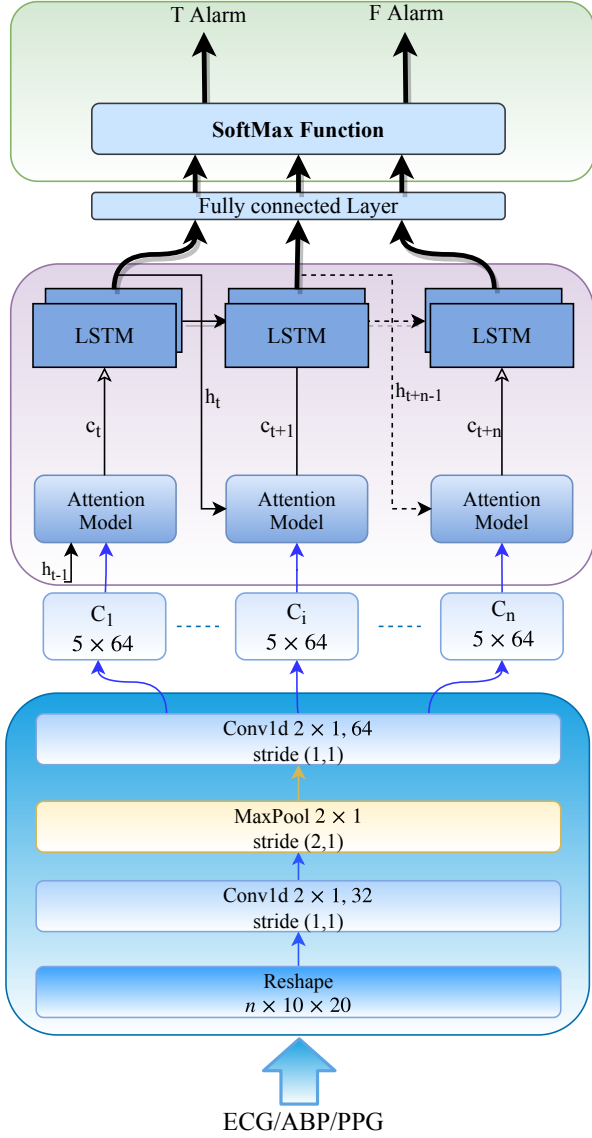 T Alarm
F Alarm
SoftMax Function
Fully connected Layer
LSTM
LSTM
LSTM
h_t
h_{t+n-1}
c_t
c_{t+1}
c_{t+n}
Attention
Model
Attention
Model
Attention
Model
h_{t-1}
C_1
5 × 64
C_i
5 × 64
C_n
5 × 64
Conv1d 2 × 1, 64
stride (1,1)
MaxPool 2 × 1
stride (2,1)
Conv1d 2 × 1, 32
stride (1,1)
Reshape
n × 10 × 20
ECG/ABP/PPG